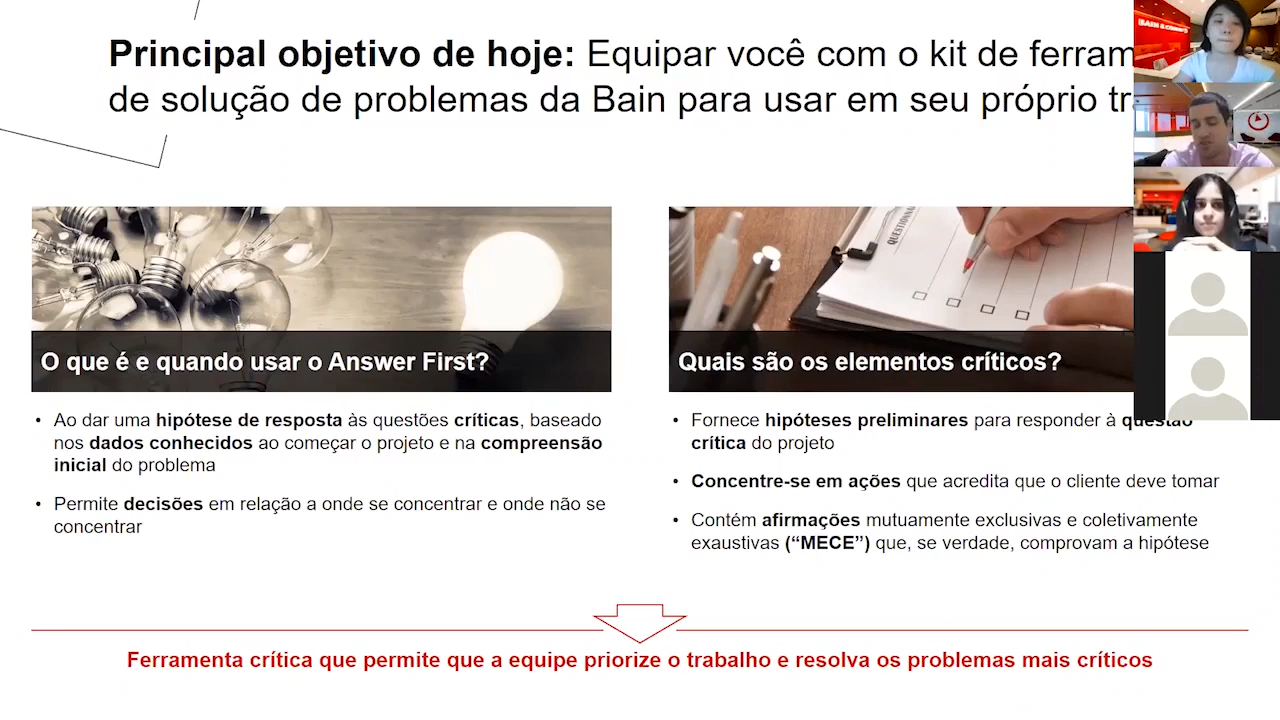 Principal objetivo de hoje: Equipar você com o kit de ferram
de solução de problemas da Bain para usar em seu próprio tra
BAIN & COMPANY
QUESTIONNA
O que é e quando usar o Answer First?
Quais são os elementos críticos?
• Ao dar uma hipótese de resposta às questões críticas, baseado
nos dados conhecidos ao começar o projeto e na compreensão
inicial do problema
• Permite decisões em relação a onde se concentrar e onde não se
concentrar
• Fornece hipóteses preliminares para responder à questão
crítica do projeto
• Concentre-se em ações que acredita que o cliente deve tomar
• Contém afirmações mutuamente exclusivas e coletivamente
exaustivas (“MECE”) que, se verdade, comprovam a hipótese
Ferramenta crítica que permite que a equipe priorize o trabalho e resolva os problemas mais críticos